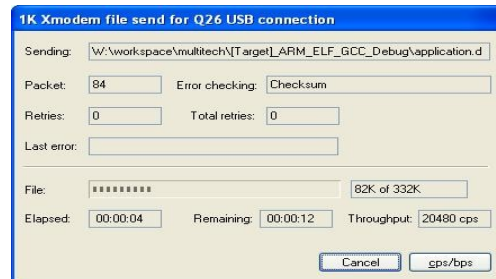 1K Xmodem file send for Q26 USB connection
Sending: W:\workspace\multitech\[Target]_ARM_ELF_GCC_Debug\application.d
Packet: 84 Error checking: Checksum
Retries: 0 Total retries: 0
Last error:
File: 82K of 332K
Elapsed: 00:00:04 Remaining: 00:00:12 Throughput: 20480 cps
Cancel cps/bps